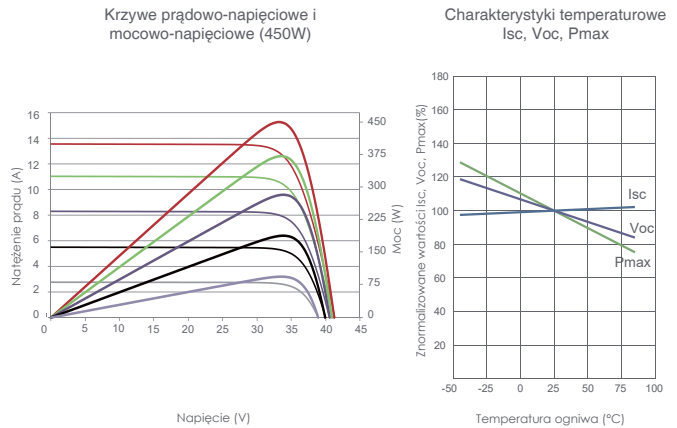 Krzywe prądowo-napięciowe i
mocowo-napięciowe (450W)
16
14
12
10
8
6
4
2
0
Natężenie prądu (A)
450
375
300
225
150
75
0
Moc (W)
0 5 10 15 20 25 30 35 40 45
Napięcie (V)
Charakterystyki temperaturowe
Isc, Voc, Pmax
180
160
140
120
100
80
60
40
20
Znormalizowane wartości Isc, Voc, Pmax(%)
Isc
Voc
Pmax
-50 -25 0 25 50 75 100
Temperatura ogniwa (°C)